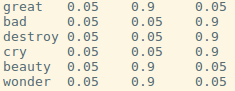 great 0.05 0.9 0.05
bad 0.05 0.05 0.9
destroy 0.05 0.05 0.9
cry 0.05 0.05 0.9
beauty 0.05 0.9 0.05
wonder 0.05 0.9 0.05